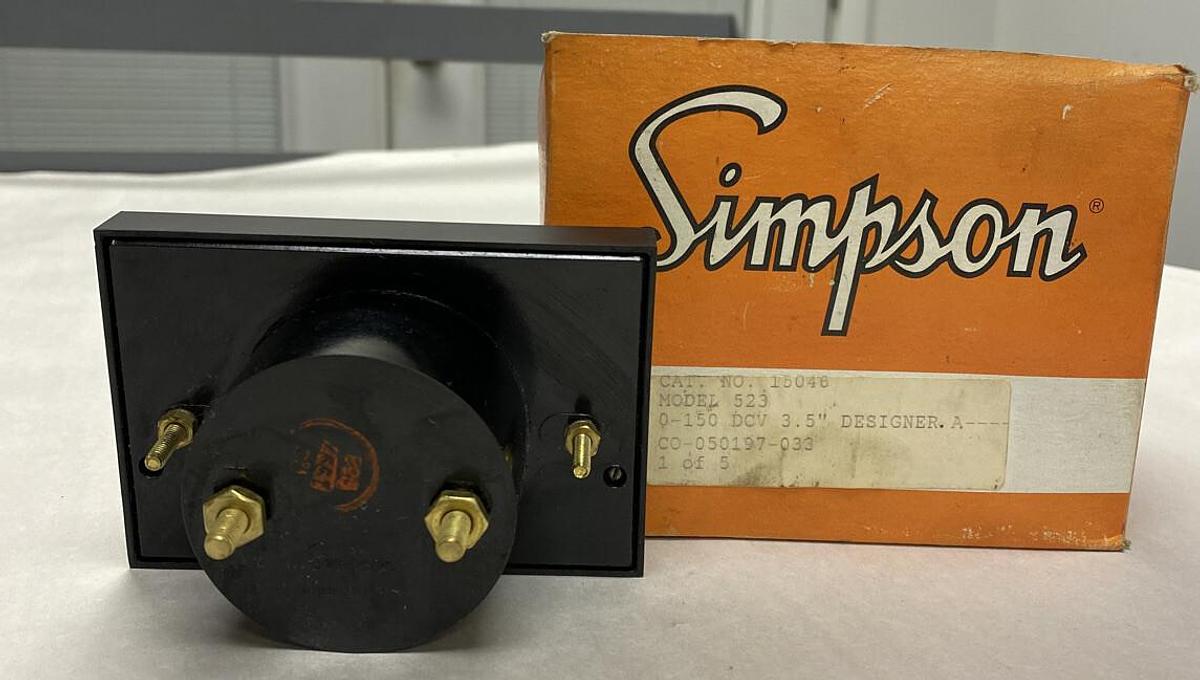 Simpson®
CAT. NO. 15046
MODEL 523
0-150 DCV 3.5" DESIGNER A----
CO-050197-033
1 of 5